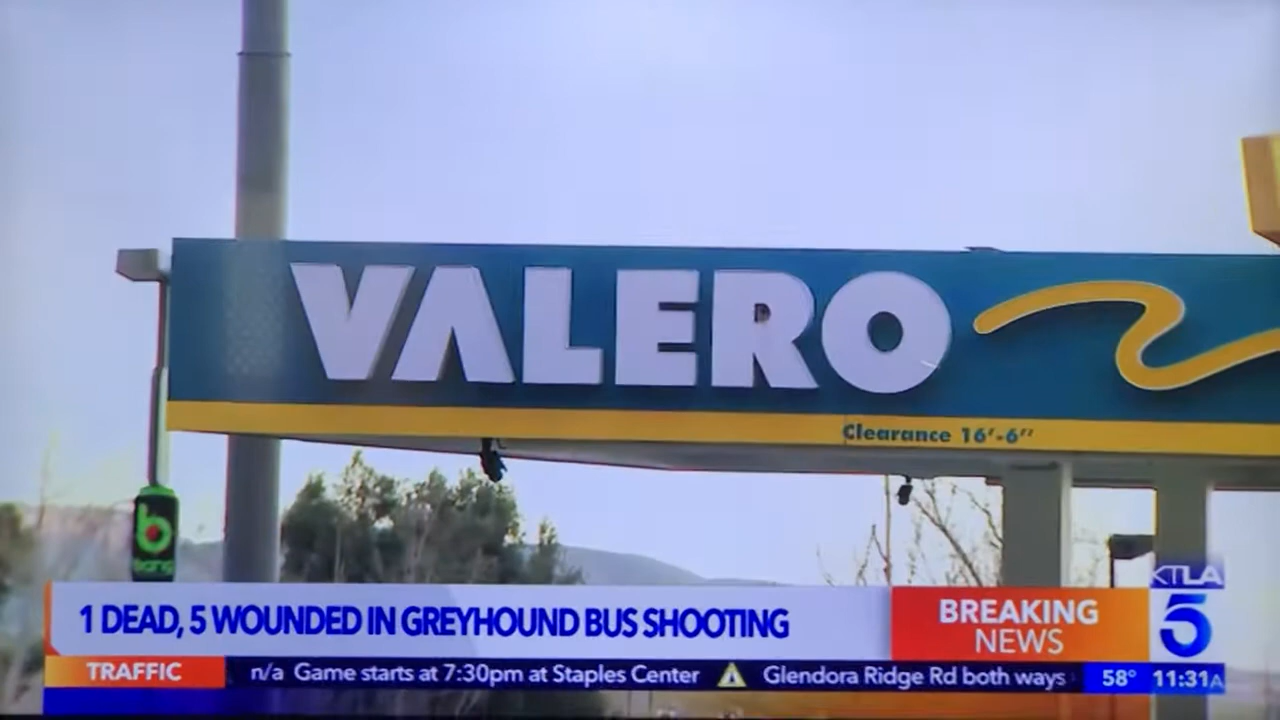 VALERO
Clearance 16'-6"
b
bang
KTLA
5
1 DEAD, 5 WOUNDED IN GREYHOUND BUS SHOOTING
BREAKING
NEWS
TRAFFIC
n/a Game starts at 7:30pm at Staples Center
Glendora Ridge Rd both ways
58° 11:31A